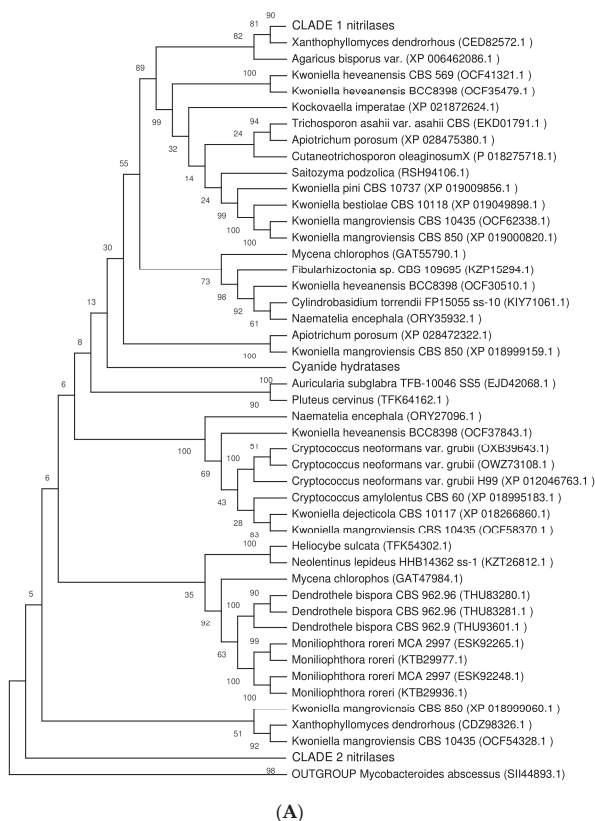 90
81
CLADE 1 nitrilases
82
Xanthophyllomyces dendrorhous (CED82572.1 )
Agaricus bisporus var. (XP 006462086.1 )
89
100
Kwoniella heveanensis CBS 569 (OCF41321.1 )
Kwoniella heveanensis BCC8398 (OCF35479.1 )
99
Kockovaella imperatae (XP 021872624.1)
94
Trichosporon asahii var. asahii CBS (EKD01791.1 )
24
Apiotrichum porosum (XP 028475380.1 )
32
Cutaneotrichosporon oleaginosumX (P 018275718.1)
55
14
Saitozyma podzolica (RSH94106.1)
Kwoniella pini CBS 10737 (XP 019009856.1 )
24
Kwoniella bestiolae CBS 10118 (XP 019049898.1 )
99
Kwoniella mangroviensis CBS 10435 (OCF62338.1)
100
Kwoniella mangroviensis CBS 850 (XP 019000820.1)
100
30
Mycena chlorophos (GAT55790.1 )
Fibularhizoctonia sp. CBS 109695 (KZP15294.1 )
73
Kwoniella heveanensis BCC8398 (OCF30510.1 )
98
Cylindrobasidium torrendii FP15055 ss-10 (KIY71061.1)
92
Naematelia encephala (ORY35932.1 )
61
13
Apiotrichum porosum (XP 028472322.1)
Kwoniella mangroviensis CBS 850 (XP 018999159.1 )
100
8
Cyanide hydratases
100
Auricularia subglabra TFB-10046 SS5 (EJD42068.1 )
Pluteus cervinus (TFK64162.1 )
90
6
Naematelia encephala (ORY27096.1 )
Kwoniella heveanensis BCC8398 (OCF37843.1)
100
51
Cryptococcus neoformans var. grubii (OXB39643.1)
100
Cryptococcus neoformans var. grubii (OWZ73108.1 )
69
Cryptococcus neoformans var. grubii H99 (XP 012046763.1 )
6
43
Cryptococcus amylolentus CBS 60 (XP 018995183.1 )
28
Kwoniella dejecticola CBS 10117 (XP 018266860.1)
83
Kwoniella mangroviensis CBS 10435 (OCF58370.1 )
100
Heliocybe sulcata (TFK54302.1)
Neolentinus lepideus HHB14362 ss-1 (KZT26812.1 )
Mycena chlorophos (GAT47984.1)
35
90
Dendrothele bispora CBS 962.96 (THU83280.1)
5
100
Dendrothele bispora CBS 962.96 (THU83281.1 )
92
Dendrothele bispora CBS 962.9 (THU93601.1 )
99
Moniliophthora roreri MCA 2997 (ESK92265.1)
63
Moniliophthora roreri (KTB29977.1)
100
Moniliophthora roreri MCA 2997 (ESK92248.1 )
Moniliophthora roreri (KTB29936.1)
100
Kwoniella mangroviensis CBS 850 (XP 018999060.1 )
Xanthophyllomyces dendrorhous (CDZ98326.1 )
51
Kwoniella mangroviensis CBS 10435 (OCF54328.1 )
92
CLADE 2 nitrilases
98
OUTGROUP Mycobacteroides abscessus (SII44893.1)
(A)